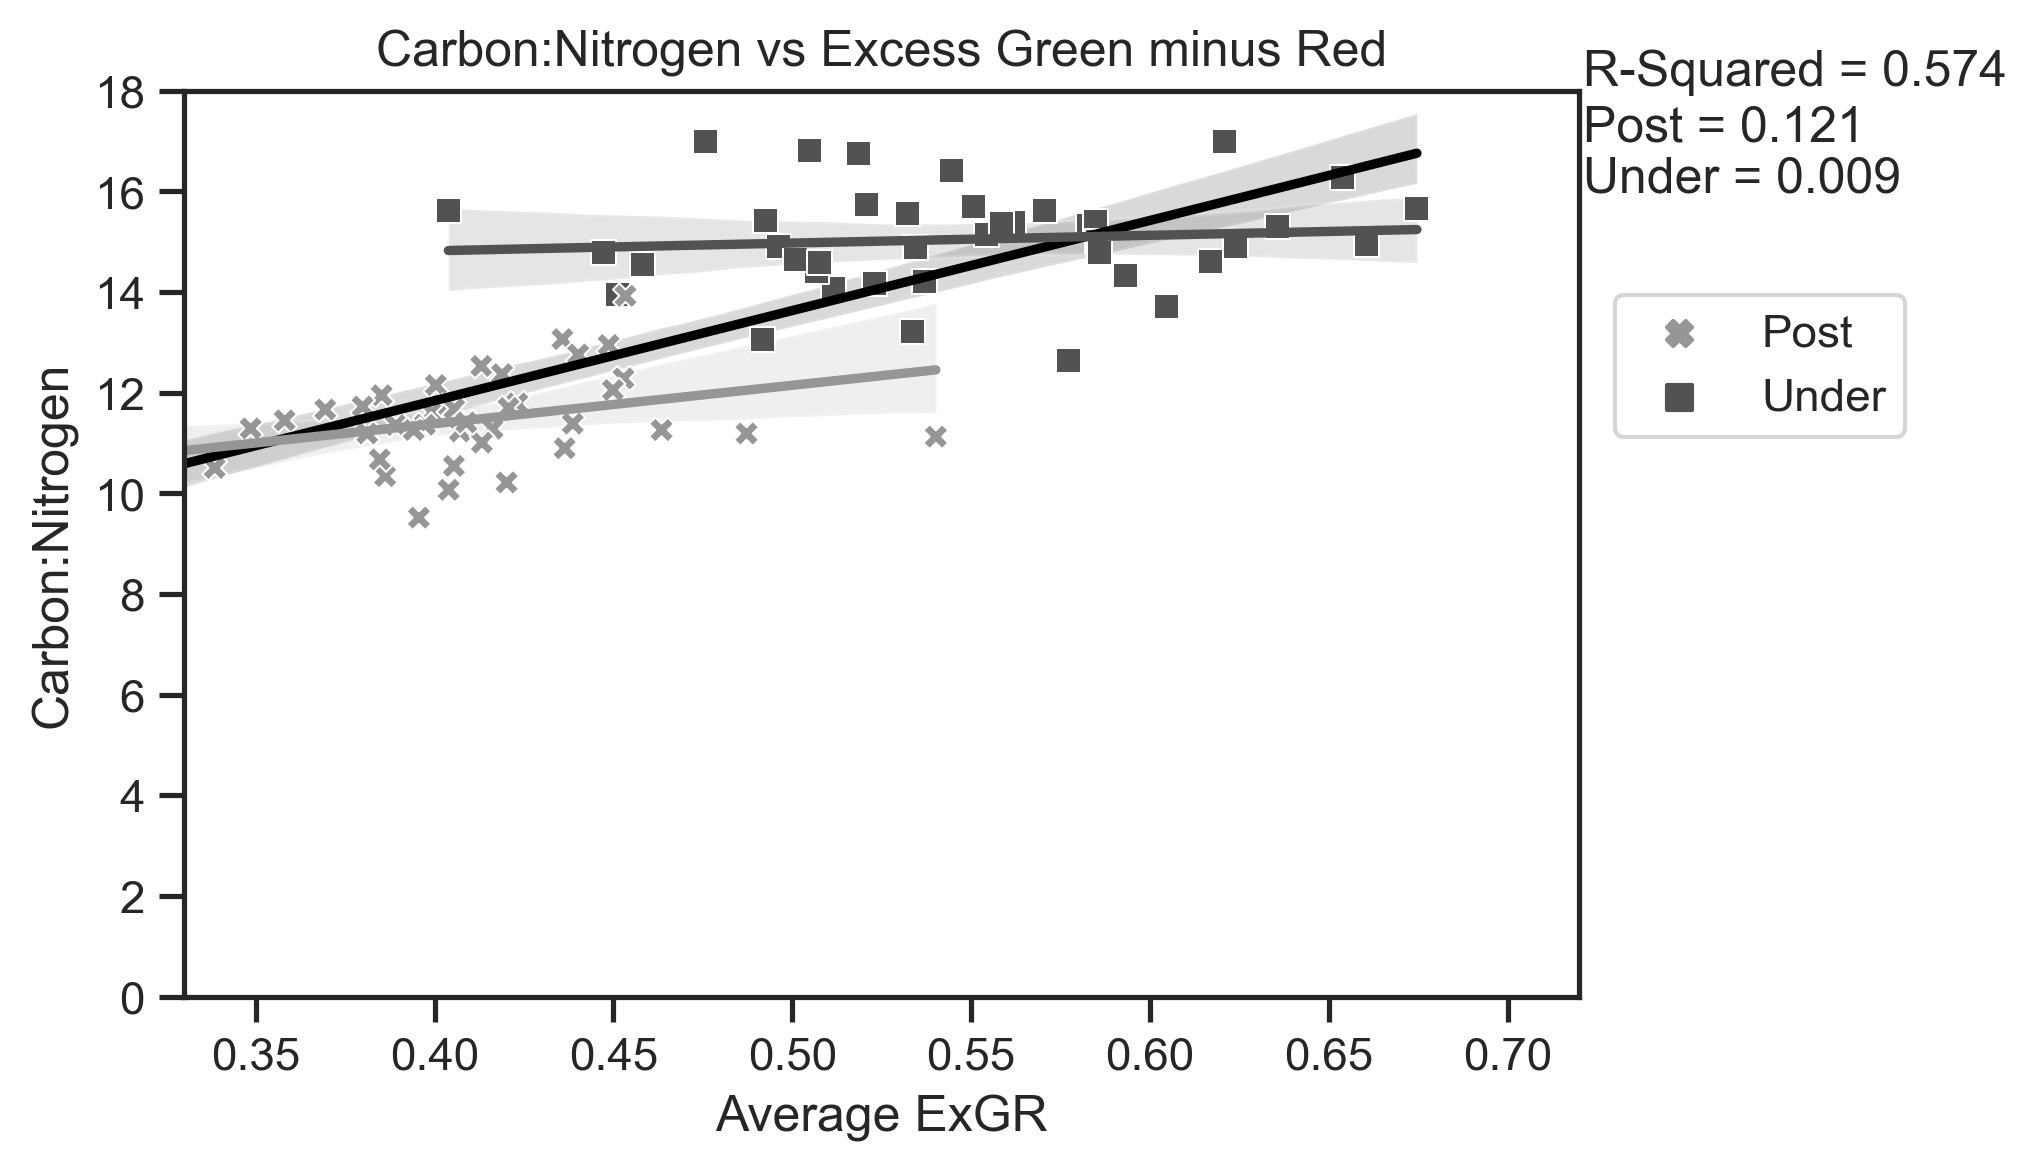 Carbon:Nitrogen vs Excess Green minus Red
R-Squared = 0.574
Post = 0.121
Under = 0.009
18
16
14
12
10
8
6
4
2
0
Carbon:Nitrogen
Post
Under
0.35 0.40 0.45 0.50 0.55 0.60 0.65 0.70
Average ExGR